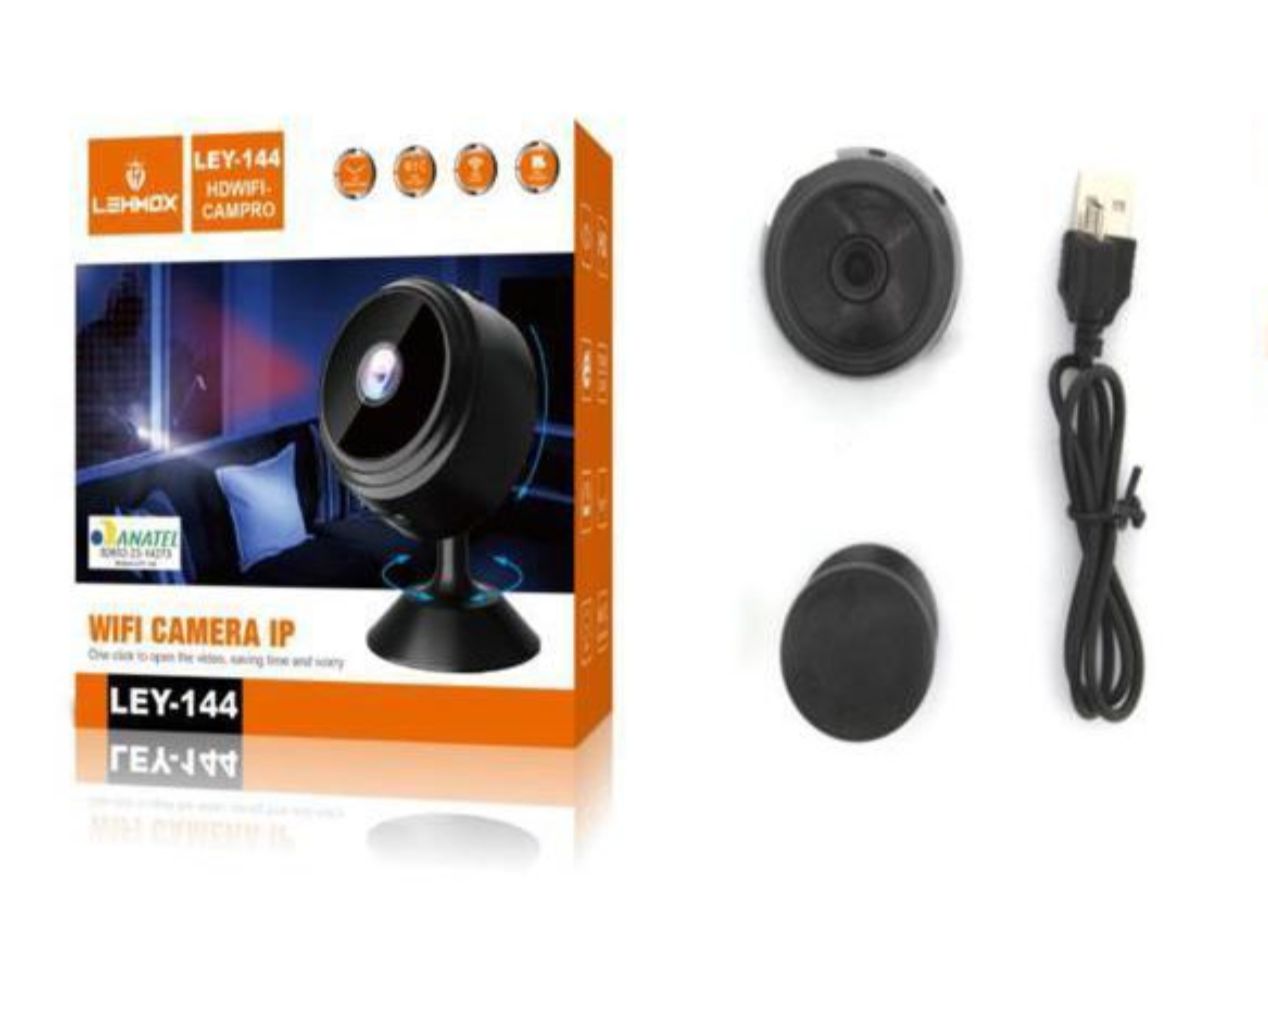 LEHMOX
LEY-144
HDWIFI-
CAMPRO
ANATEL
WIFI CAMERA IP
One click to open the video, saving time and worry
LEY-144